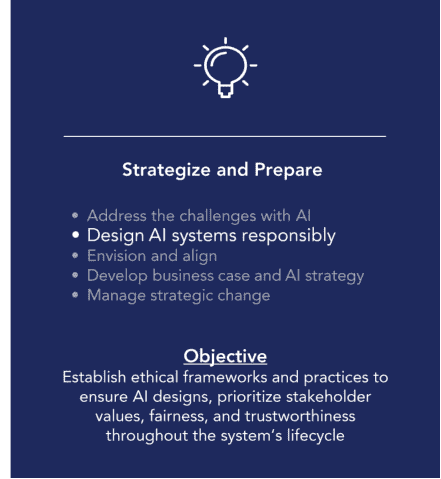 Strategize and Prepare
• Address the challenges with AI
• Design AI systems responsibly
• Envision and align
• Develop business case and AI strategy
• Manage strategic change
Objective
Establish ethical frameworks and practices to
ensure AI designs, prioritize stakeholder
values, fairness, and trustworthiness
throughout the system's lifecycle